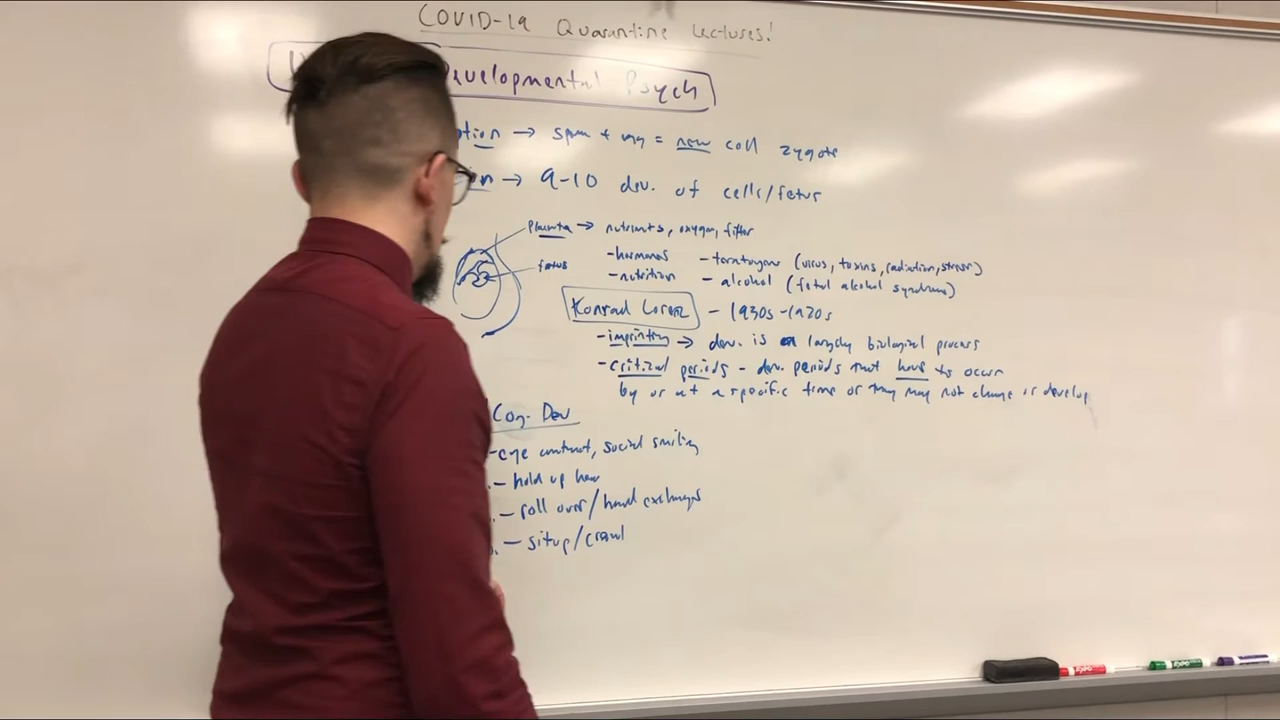 COVID-19 Quarantine Lectures!
Developmental Psych
tion → sperm + egg = new cell zygote
→ 9-10 dev. of cells/fetus
placenta → nutrients, oxygen, filter
fetus
-hormones - teratogens (virus, toxins, radiation, stress)
-nutrition - alcohol (fetal alcohol syndrome)
Konrad Lorenz - 1930s-1970s
-imprinting → dev. is a largely biological process
-critical periods - dev. periods that have to occur
by or at a specific time or they may not change or develop
Cog. Dev
-eye contact, social smiling
- hold up head
- roll over/hand exchanges
- sit up/crawl
EXPO
EXPO